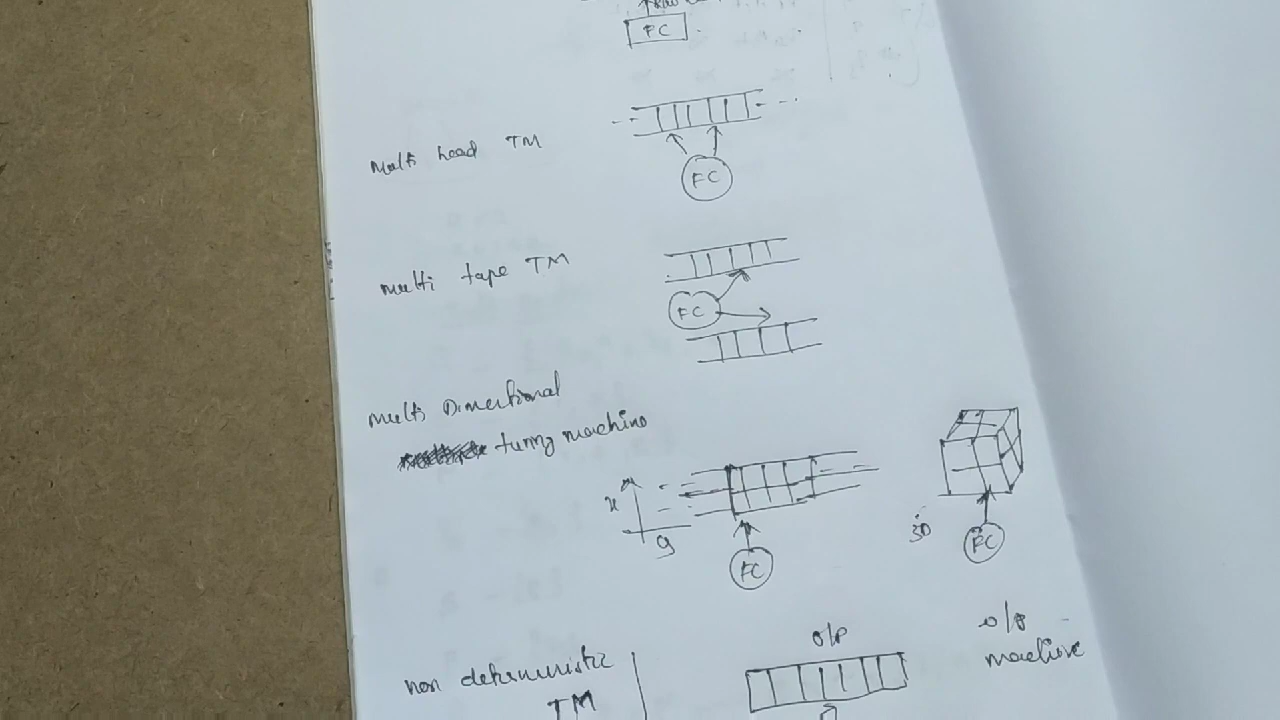 FC
Multi head TM
FC
multi tape TM
FC
multi Dimentional
turing machine
x
y
FC
3D
FC
non deterministic
TM
O/P
O/P
machine